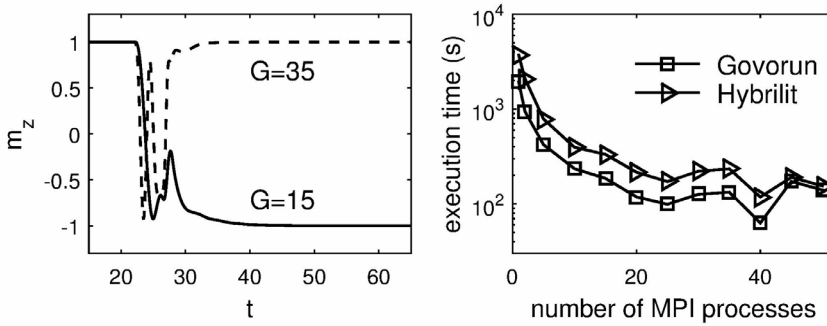 1
0.5
0
-0.5
-1
m_z
G=35
G=15
20 30 40 50 60
t
10^4
10^3
10^2
execution time (s)
Govorun
Hybrilit
0 20 40
number of MPI processes